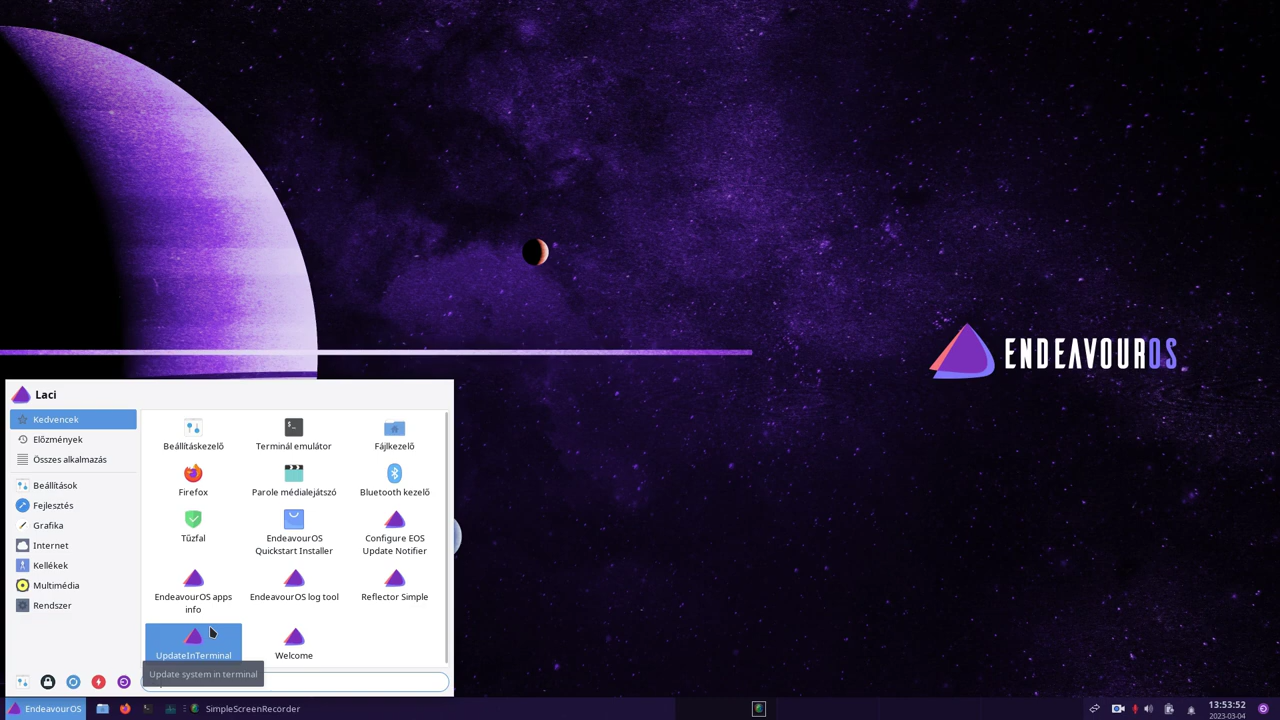 ENDEAVOUROS
Laci
Kedvencek
Előzmények
Összes alkalmazás
Beállítások
Fejlesztés
Grafika
Internet
Kellékek
Multimédia
Rendszer
Beállításkezelő
Terminál emulátor
Fájlkezelő
Firefox
Parole médialejátszó
Bluetooth kezelő
Tűzfal
EndeavourOS
Quickstart Installer
Configure EOS
Update Notifier
EndeavourOS apps
info
EndeavourOS log tool
Reflector Simple
UpdateInTerminal
Welcome
Update system in terminal
EndeavourOS
SimpleScreenRecorder
13:53:52
2023-03-04